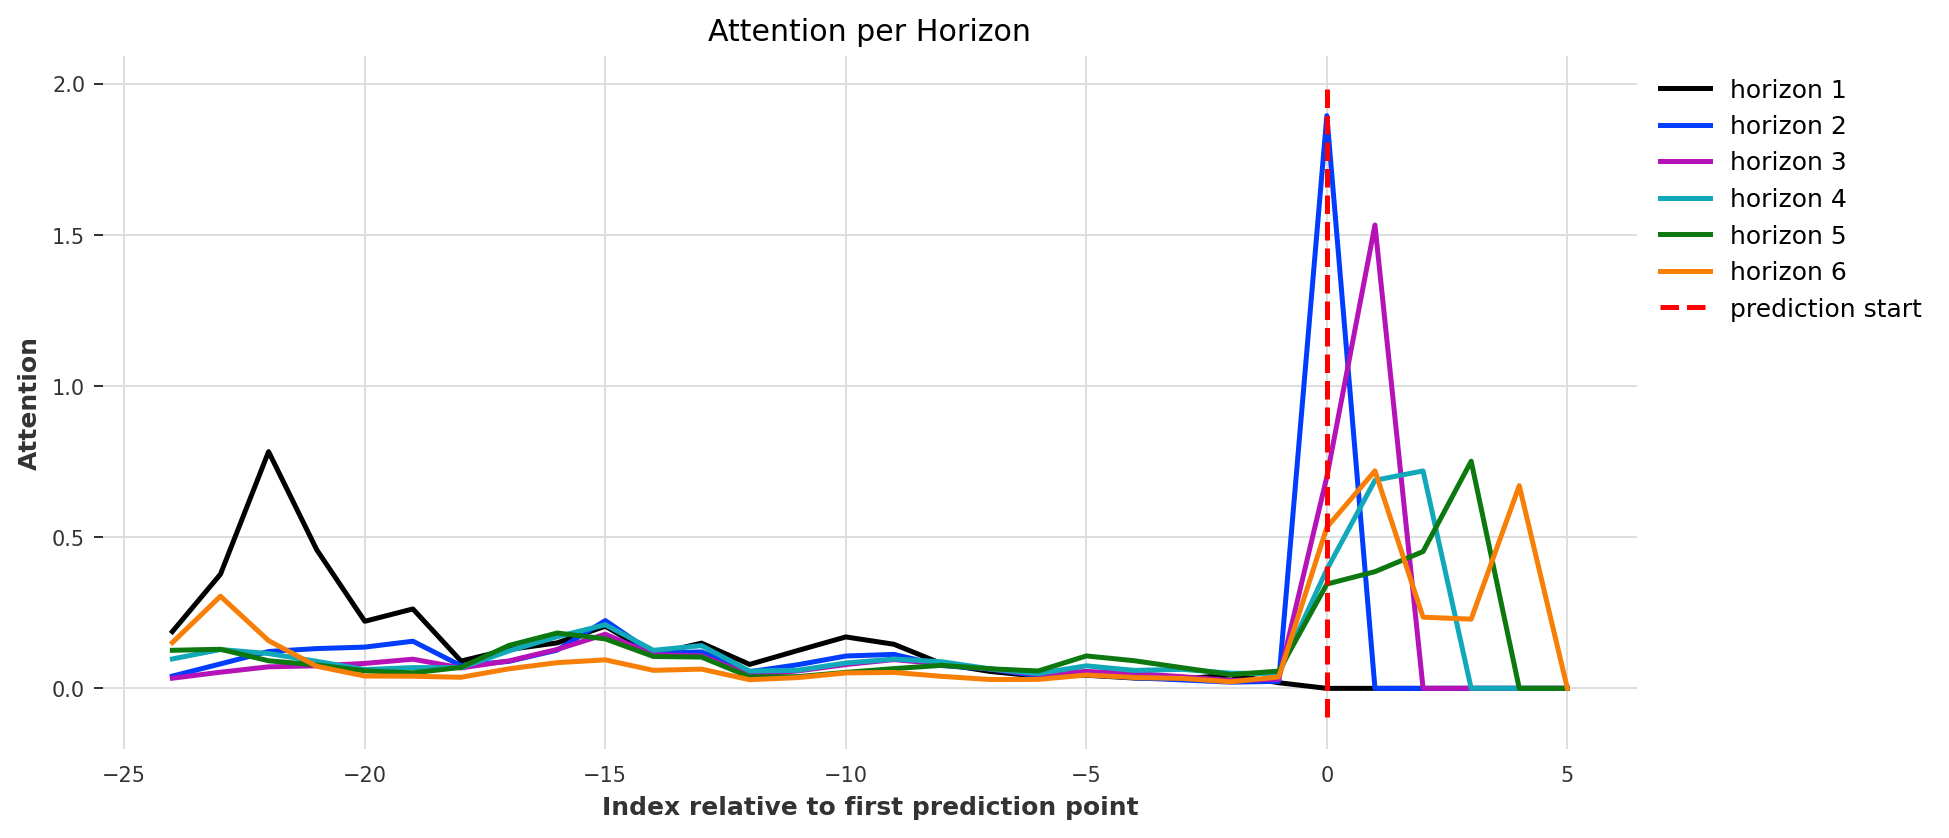 Attention per Horizon
2.0
1.5
1.0
0.5
0.0
Attention
−25
−20
−15
−10
−5
0
5
Index relative to first prediction point
horizon 1
horizon 2
horizon 3
horizon 4
horizon 5
horizon 6
prediction start